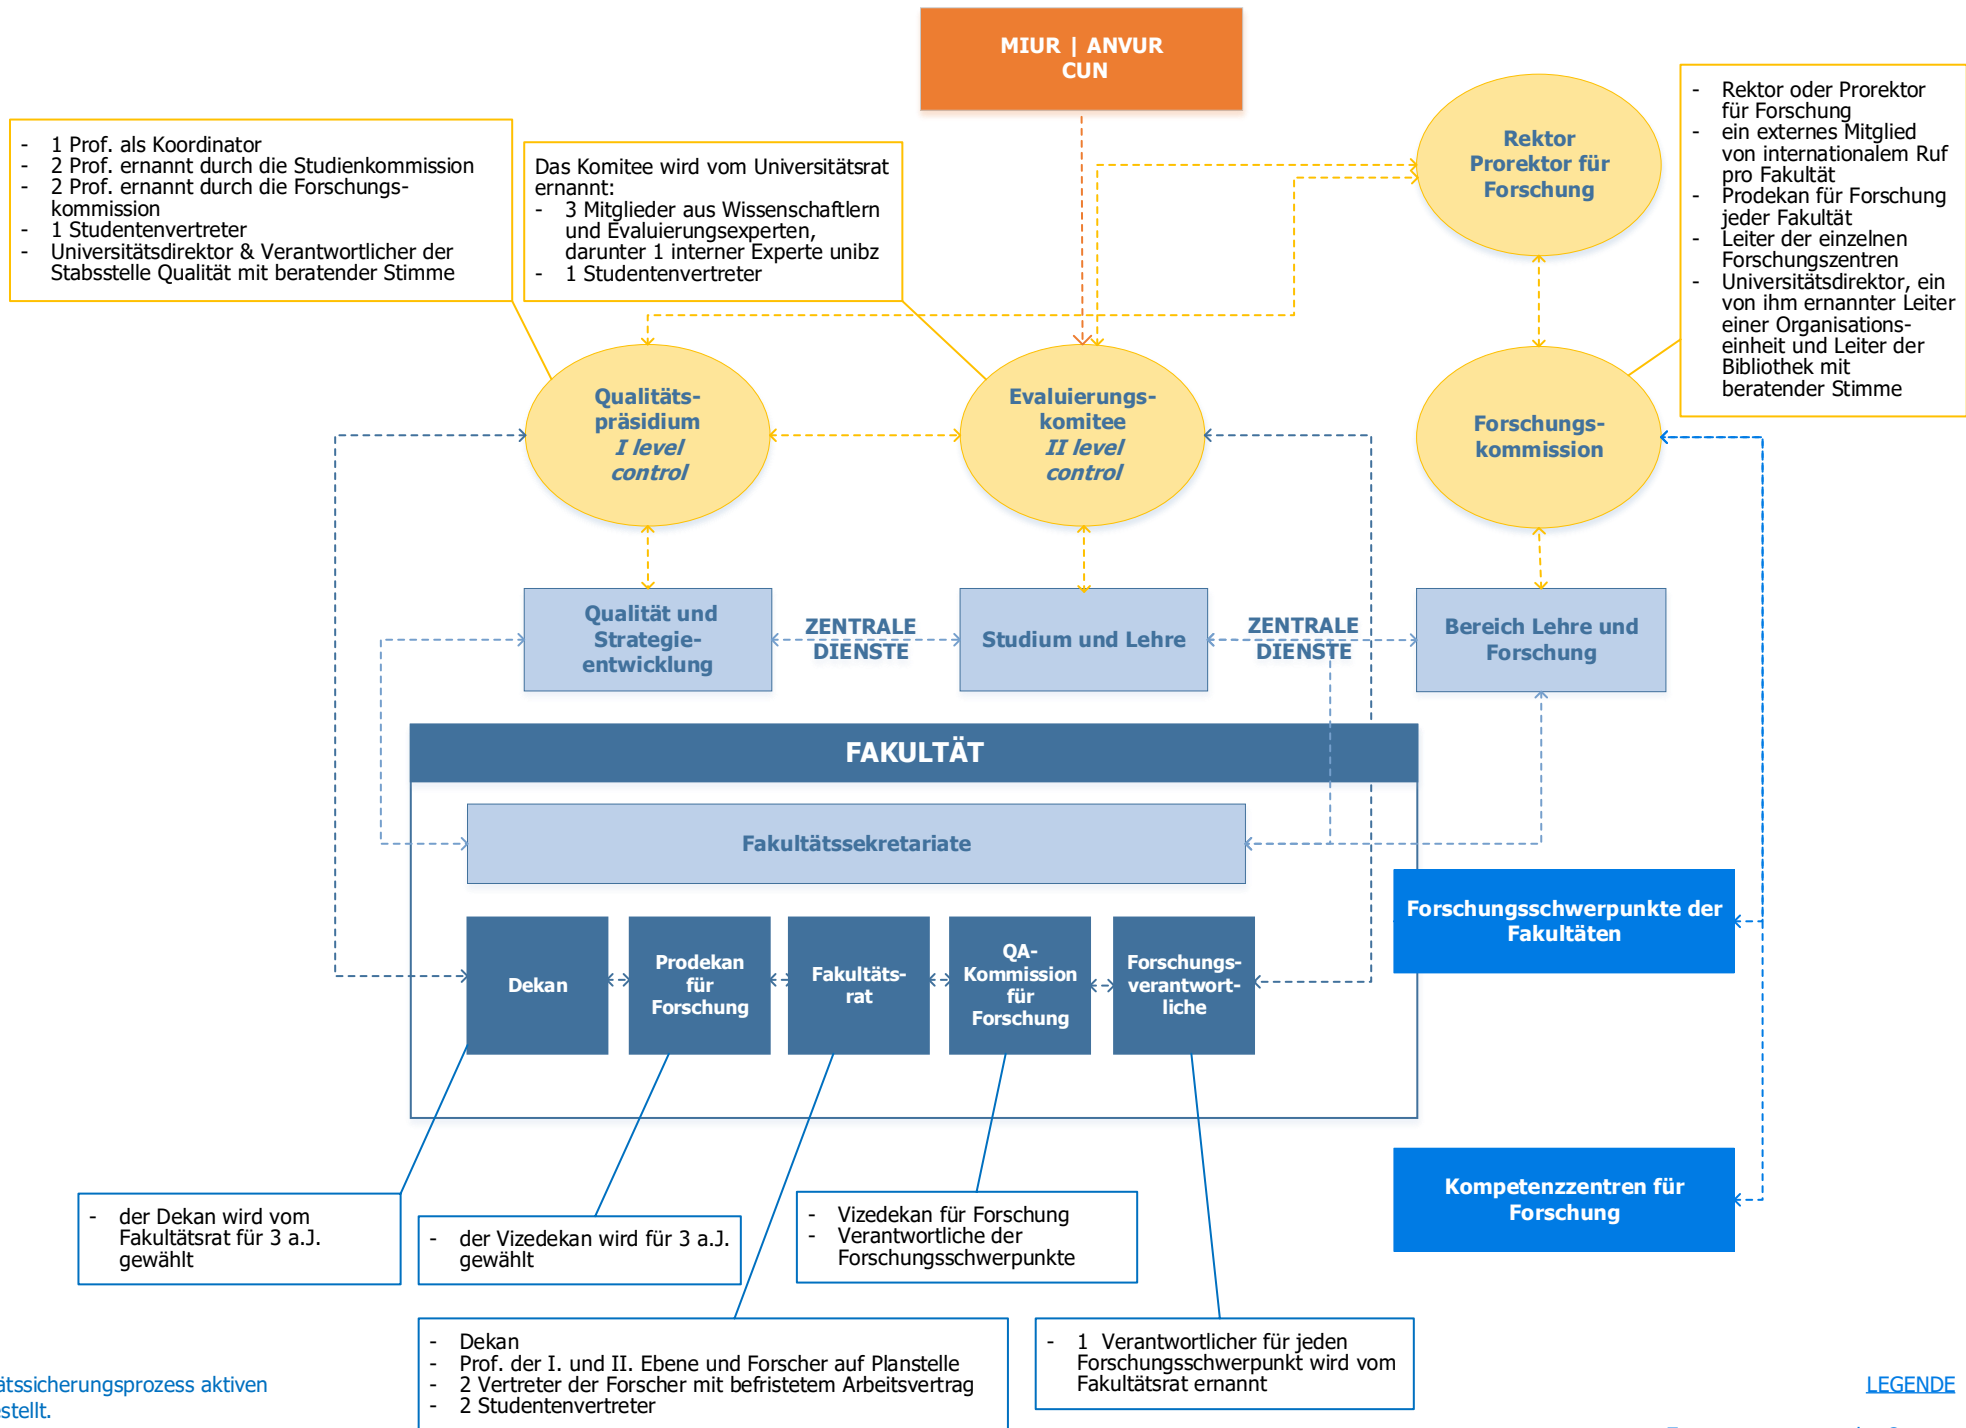 MIUR | ANVUR
CUN
- 1 Prof. als Koordinator
- 2 Prof. ernannt durch die Studienkommission
- 2 Prof. ernannt durch die Forschungs-
kommission
- 1 Studentenvertreter
- Universitätsdirektor & Verantwortlicher der
Stabsstelle Qualität mit beratender Stimme
Das Komitee wird vom Universitätsrat
ernannt:
- 3 Mitglieder aus Wissenschaftlern
und Evaluierungsexperten,
darunter 1 interner Experte unibz
- 1 Studentenvertreter
Rektor
Prorektor für
Forschung
- Rektor oder Prorektor
für Forschung
- ein externes Mitglied
von internationalem Ruf
pro Fakultät
- Prodekan für Forschung
jeder Fakultät
- Leiter der einzelnen
Forschungszentren
- Universitätsdirektor, ein
von ihm ernannter Leiter
einer Organisations-
einheit und Leiter der
Bibliothek mit
beratender Stimme
Qualitäts-
präsidium
I level
control
Evaluierungs-
komitee
II level
control
Forschungs-
kommission
Qualität und
Strategie-
entwicklung
ZENTRALE
DIENSTE
Studium und Lehre
ZENTRALE
DIENSTE
Bereich Lehre und
Forschung
FAKULTÄT
Fakultätssekretariate
Dekan
Prodekan
für
Forschung
Fakultäts-
rat
QA-
Kommission
für
Forschung
Forschungs-
verantwort-
liche
Forschungsschwerpunkte der
Fakultäten
Kompetenzzentren für
Forschung
- der Dekan wird vom
Fakultätsrat für 3 a.J.
gewählt
- der Vizedekan wird für 3 a.J.
gewählt
- Vizedekan für Forschung
- Verantwortliche der
Forschungsschwerpunkte
- Dekan
- Prof. der I. und II. Ebene und Forscher auf Planstelle
- 2 Vertreter der Forscher mit befristetem Arbeitsvertrag
- 2 Studentenvertreter
- 1 Verantwortlicher für jeden
Forschungsschwerpunkt wird vom
Fakultätsrat ernannt
ätssicherungsprozess aktiven
estellt.
LEGENDE